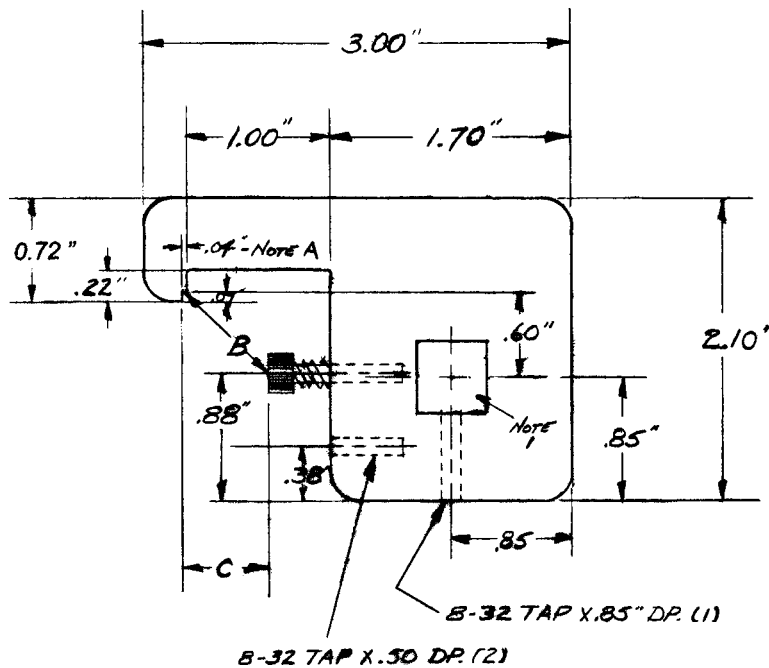 3.00"
1.00"
1.70"
0.72"
.04"-NOTE A
.22"
.07
.60"
2.10"
B
.88"
NOTE
1
.85"
.38"
.85
C
8-32 TAP X .85" DP. (1)
8-32 TAP X .50 DP. (2)